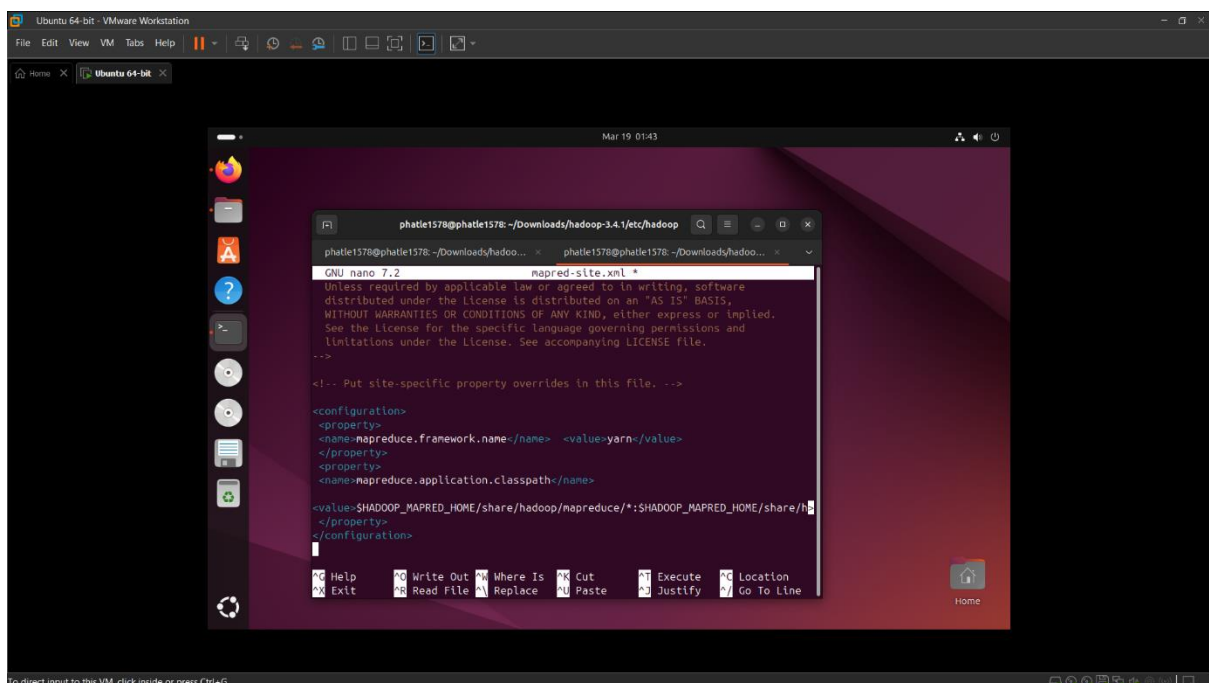 Ubuntu 64-bit - VMware Workstation
File Edit View VM Tabs Help
Home Ubuntu 64-bit
Mar 19 01:43
phatle1578@phatle1578: ~/Downloads/hadoop-3.4.1/etc/hadoop
phatle1578@phatle1578: ~/Downloads/hadoo... phatle1578@phatle1578: ~/Downloads/hadoo...
GNU nano 7.2 mapred-site.xml *
Unless required by applicable law or agreed to in writing, software
distributed under the License is distributed on an "AS IS" BASIS,
WITHOUT WARRANTIES OR CONDITIONS OF ANY KIND, either express or implied.
See the License for the specific language governing permissions and
limitations under the License. See accompanying LICENSE file.
-->
<!-- Put site-specific property overrides in this file. -->
<configuration>
<property>
<name>mapreduce.framework.name</name> <value>yarn</value>
</property>
<property>
<name>mapreduce.application.classpath</name>
<value>$HADOOP_MAPRED_HOME/share/hadoop/mapreduce/*:$HADOOP_MAPRED_HOME/share/h>
</property>
</configuration>
^G Help ^O Write Out ^W Where Is ^K Cut ^T Execute ^C Location
^X Exit ^R Read File ^\ Replace ^U Paste ^J Justify ^/ Go To Line
Home
To direct input to this VM, click inside or press Ctrl+G.